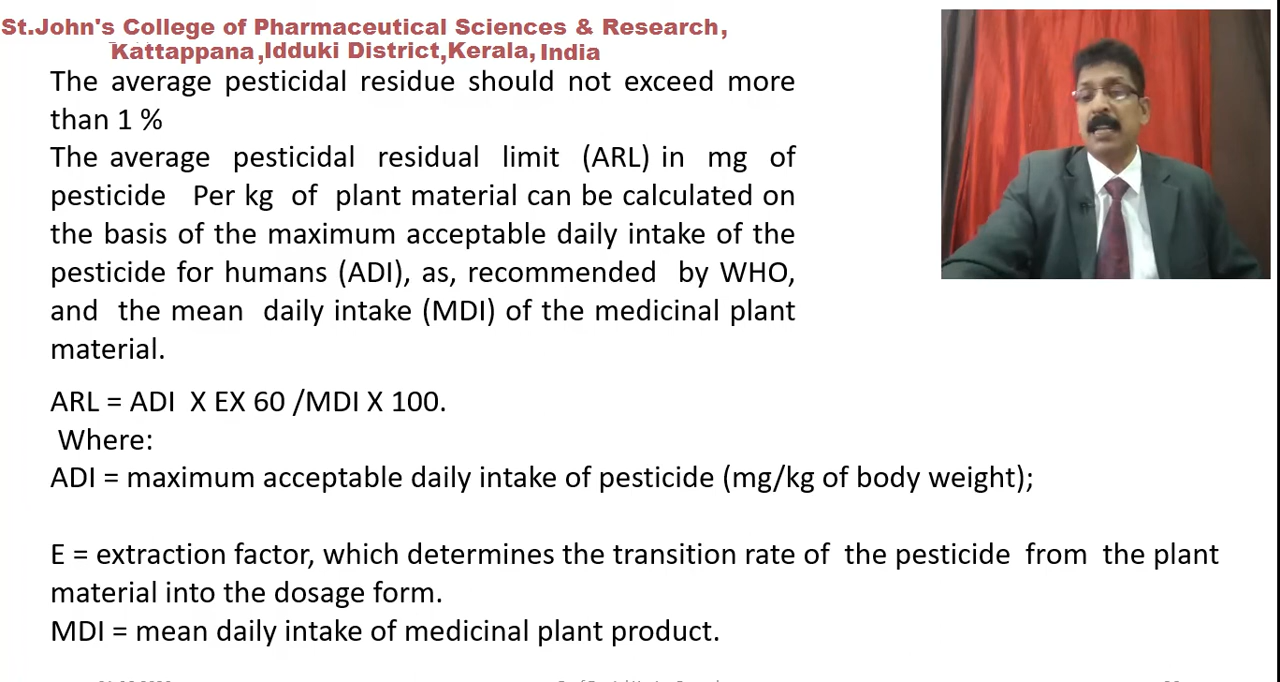 St.John's College of Pharmaceutical Sciences & Research,
Kattappana,Idduki District,Kerala, India
The average pesticidal residue should not exceed more
than 1 %
The average pesticidal residual limit (ARL) in mg of
pesticide Per kg of plant material can be calculated on
the basis of the maximum acceptable daily intake of the
pesticide for humans (ADI), as, recommended by WHO,
and the mean daily intake (MDI) of the medicinal plant
material.
ARL = ADI X EX 60 /MDI X 100.
Where:
ADI = maximum acceptable daily intake of pesticide (mg/kg of body weight);
E = extraction factor, which determines the transition rate of the pesticide from the plant
material into the dosage form.
MDI = mean daily intake of medicinal plant product.